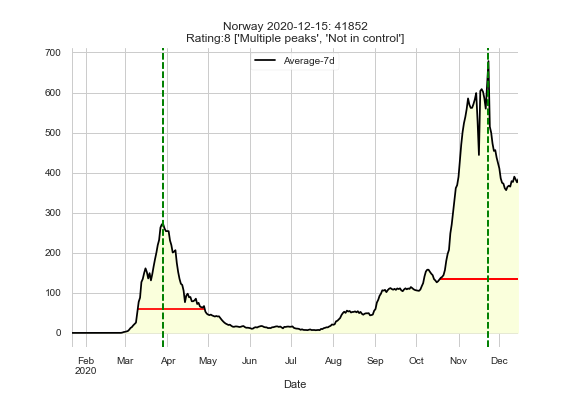 Norway 2020-12-15: 41852
Rating:8 ['Multiple peaks', 'Not in control']
Average-7d
700
600
500
400
300
200
100
0
Feb Mar Apr May Jun Jul Aug Sep Oct Nov Dec
2020
Date